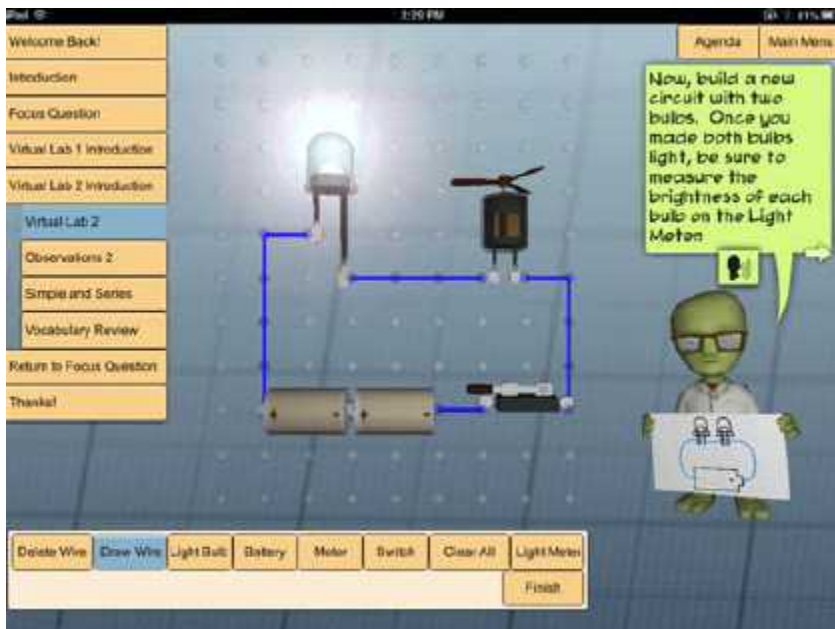 iPad
2:29 PM
81%
Welcome Back!
Introduction
Focus Question
Virtual Lab 1 Introduction
Virtual Lab 2 Introduction
Virtual Lab 2
Observations 2
Simple and Series
Vocabulary Review
Return to Focus Question
Thanks!
Agenda
Main Menu
Now, build a new
circuit with two
bulbs. Once you
made both bulbs
light, be sure to
measure the
brightness of each
bulb on the Light
Meter.
Delete Wire
Draw Wire
Light Bulb
Battery
Motor
Switch
Clear All
Light Meter
Finish